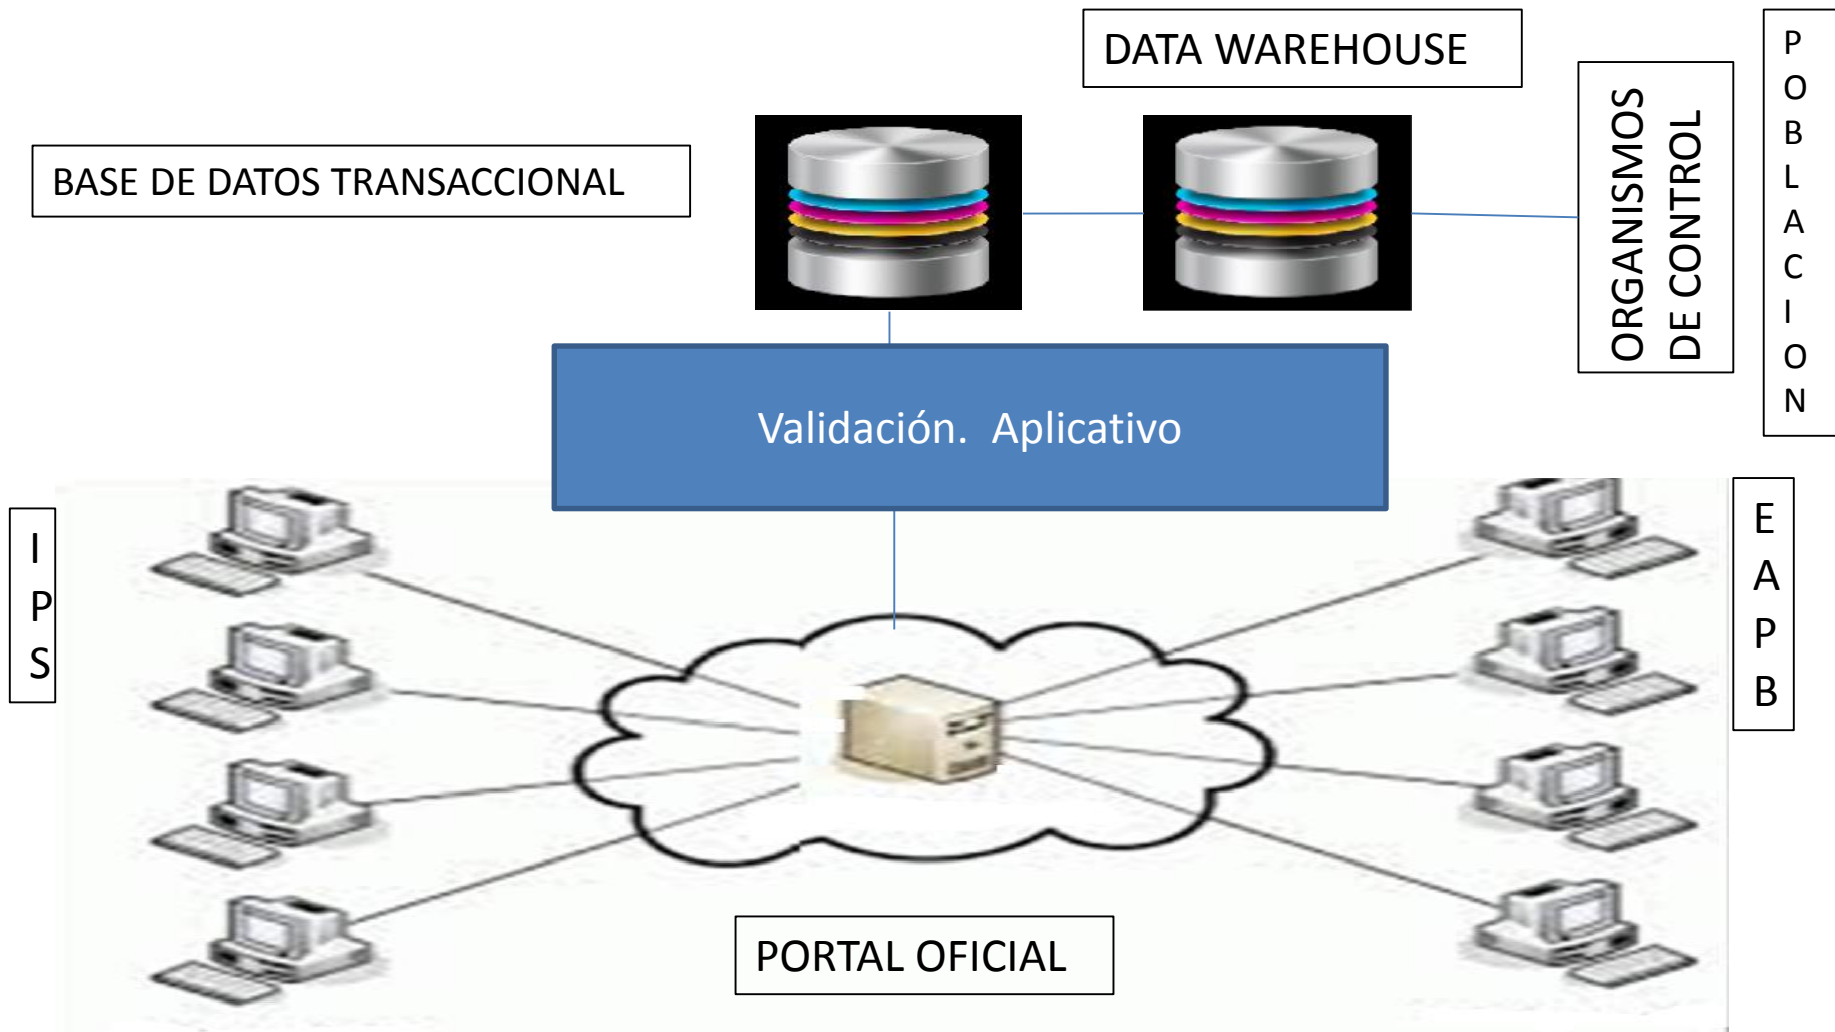 DATA WAREHOUSE
BASE DE DATOS TRANSACCIONAL
ORGANISMOS
DE CONTROL
P
O
B
L
A
C
I
O
N
Validación.  Aplicativo
I
P
S
E
A
P
B
PORTAL OFICIAL